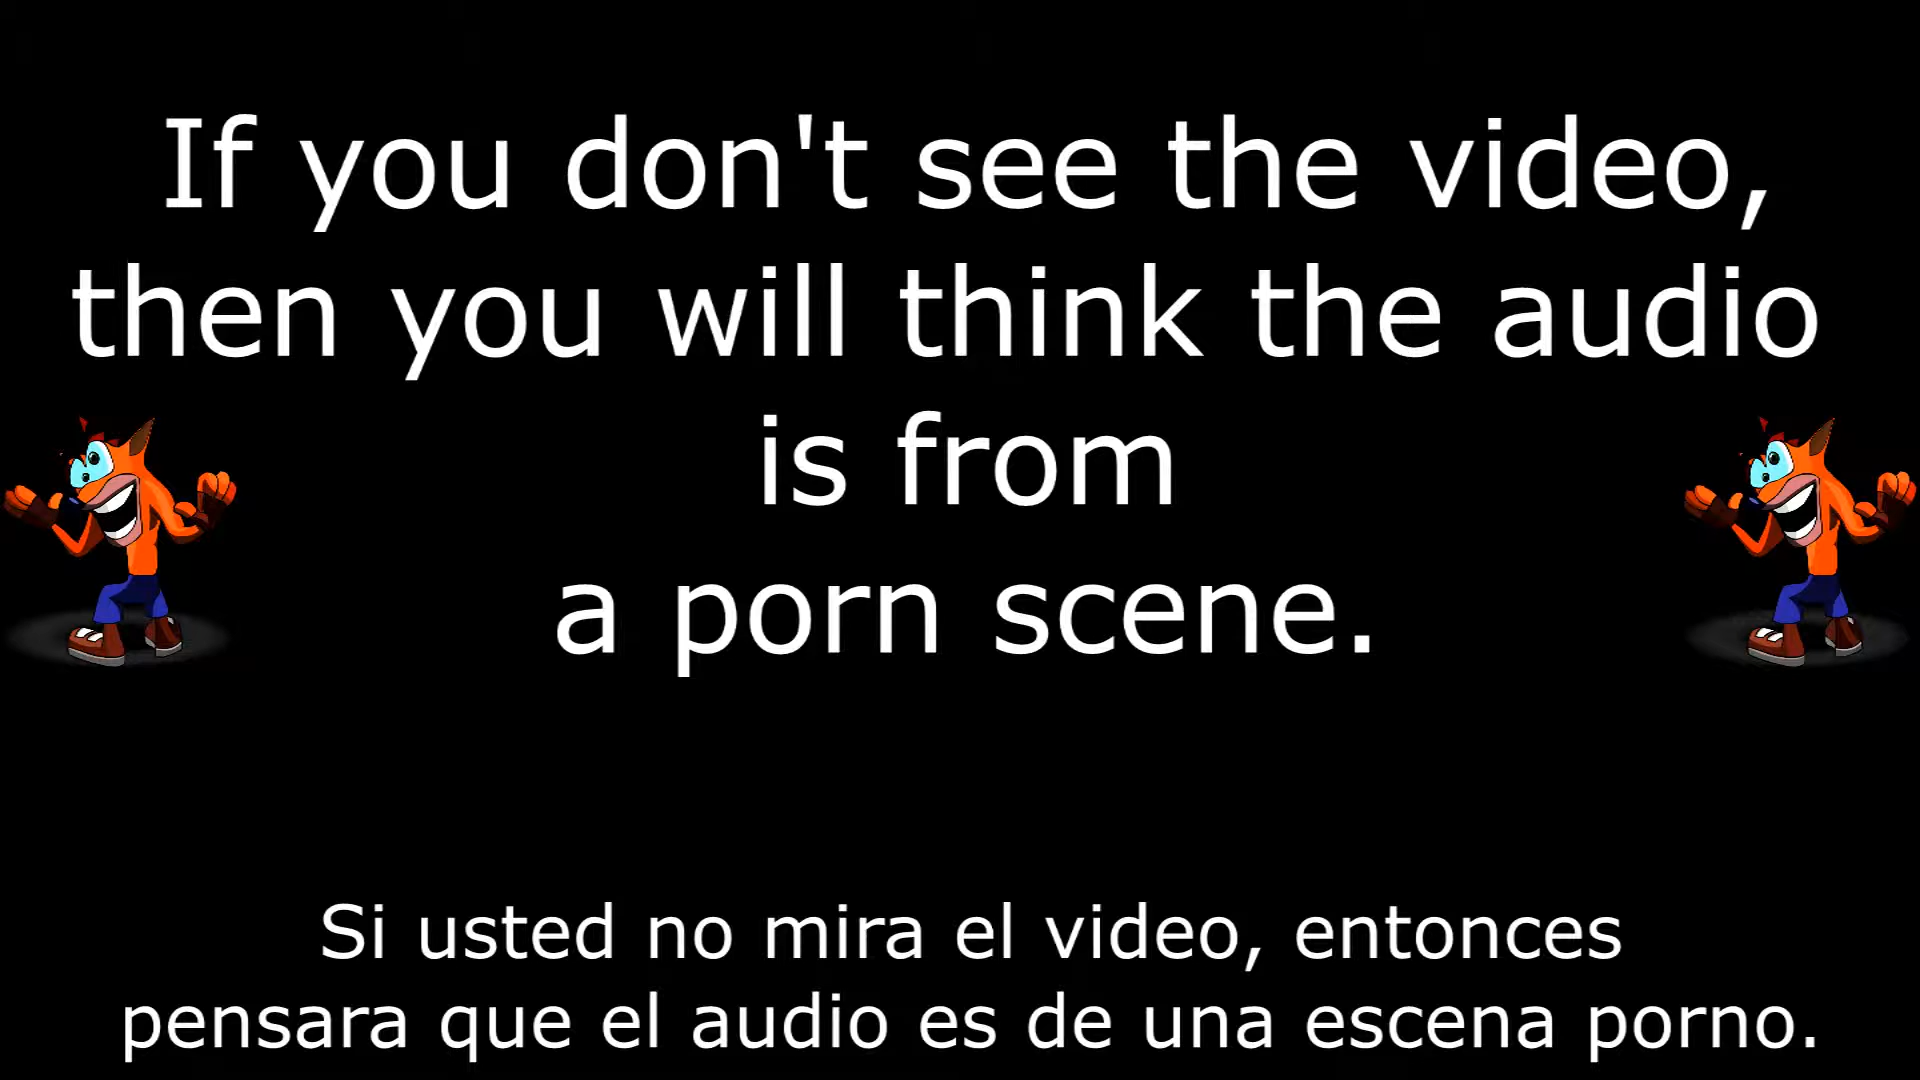 If you don't see the video,
then you will think the audio
is from
a porn scene.
Si usted no mira el video, entonces
pensara que el audio es de una escena porno.